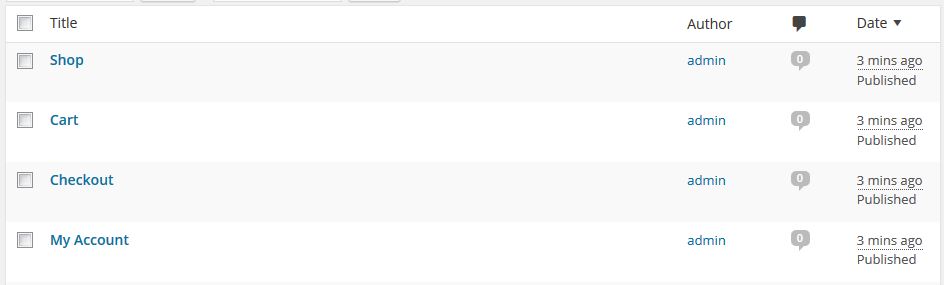 Title Author Date
Shop admin 0 3 mins ago
Published
Cart admin 0 3 mins ago
Published
Checkout admin 0 3 mins ago
Published
My Account admin 0 3 mins ago
Published